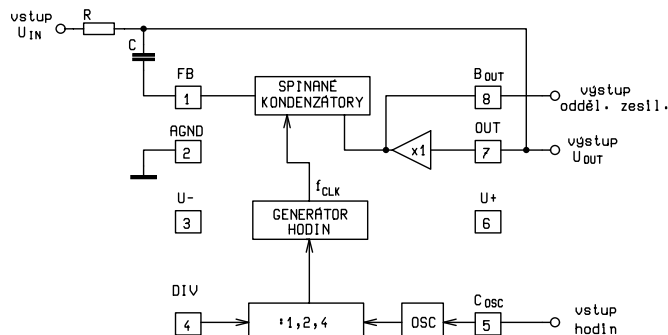 vstup
U IN
R
C
FB
1
SPINANÉ
KONDENZÁTORY
B OUT
8
výstup
odděl. zesil.
AGND
2
x1
OUT
7
výstup
U OUT
f CLK
U-
3
GENERÁTOR
HODIN
U+
6
DIV
4
:1,2,4
OSC
C OSC
5
vstup
hodin